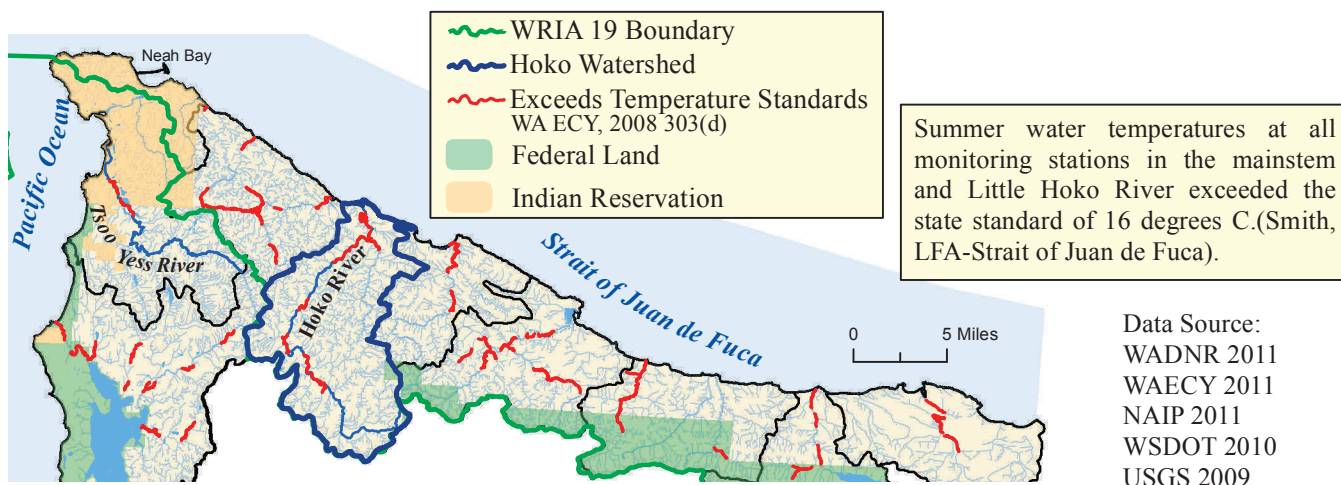 Neah Bay
Pacific Ocean
Tsoo
Yess River
Hoko River
Strait of Juan de Fuca
WRIA 19 Boundary
Hoko Watershed
Exceeds Temperature Standards
WA ECY, 2008 303(d)
Federal Land
Indian Reservation
Summer water temperatures at all
monitoring stations in the mainstem
and Little Hoko River exceeded the
state standard of 16 degrees C.(Smith,
LFA-Strait of Juan de Fuca).
0 5 Miles
Data Source:
WADNR 2011
WAECY 2011
NAIP 2011
WSDOT 2010
USGS 2009